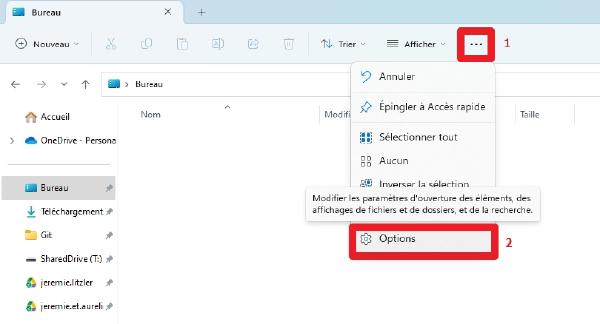 Bureau
Nouveau
Trier
Afficher
1
Bureau
Annuler
Épingler à Accès rapide
Sélectionner tout
Aucun
Inverser la sélection
Modifier les paramètres d'ouverture des éléments, des
affichages de fichiers et de dossiers, et de la recherche.
Options
2
Nom
Modifi
Taille
Accueil
OneDrive - Persona
Bureau
Téléchargement
Git
SharedDrive (T:)
jeremie.litzler
jeremie.et.aureli